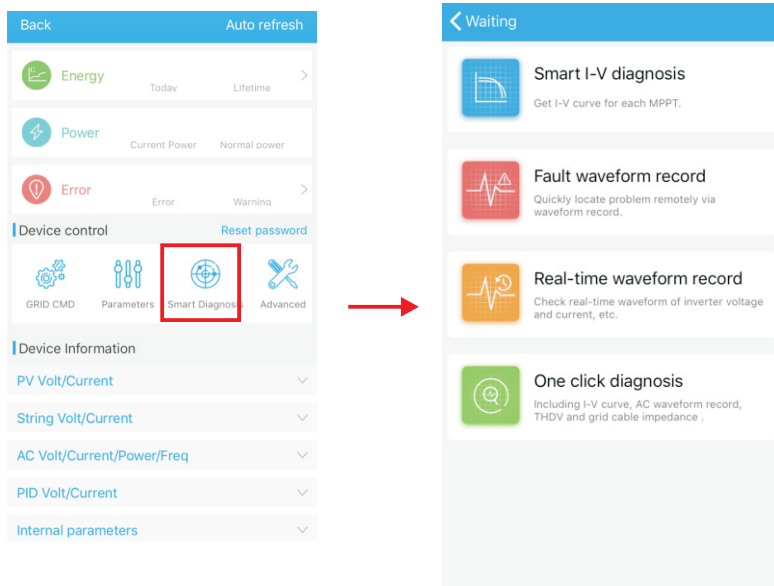 Back
Auto refresh
Energy
Today
Lifetime
Power
Current Power
Normal power
Error
Error
Warning
Device control
Reset password
GRID CMD
Parameters
Smart Diagnosis
Advanced
Device Information
PV Volt/Current
String Volt/Current
AC Volt/Current/Power/Freq
PID Volt/Current
Internal parameters
Waiting
Smart I-V diagnosis
Get I-V curve for each MPPT.
Fault waveform record
Quickly locate problem remotely via
waveform record.
Real-time waveform record
Check real-time waveform of inverter voltage
and current, etc.
One click diagnosis
Including I-V curve, AC waveform record,
THDV and grid cable impedance .